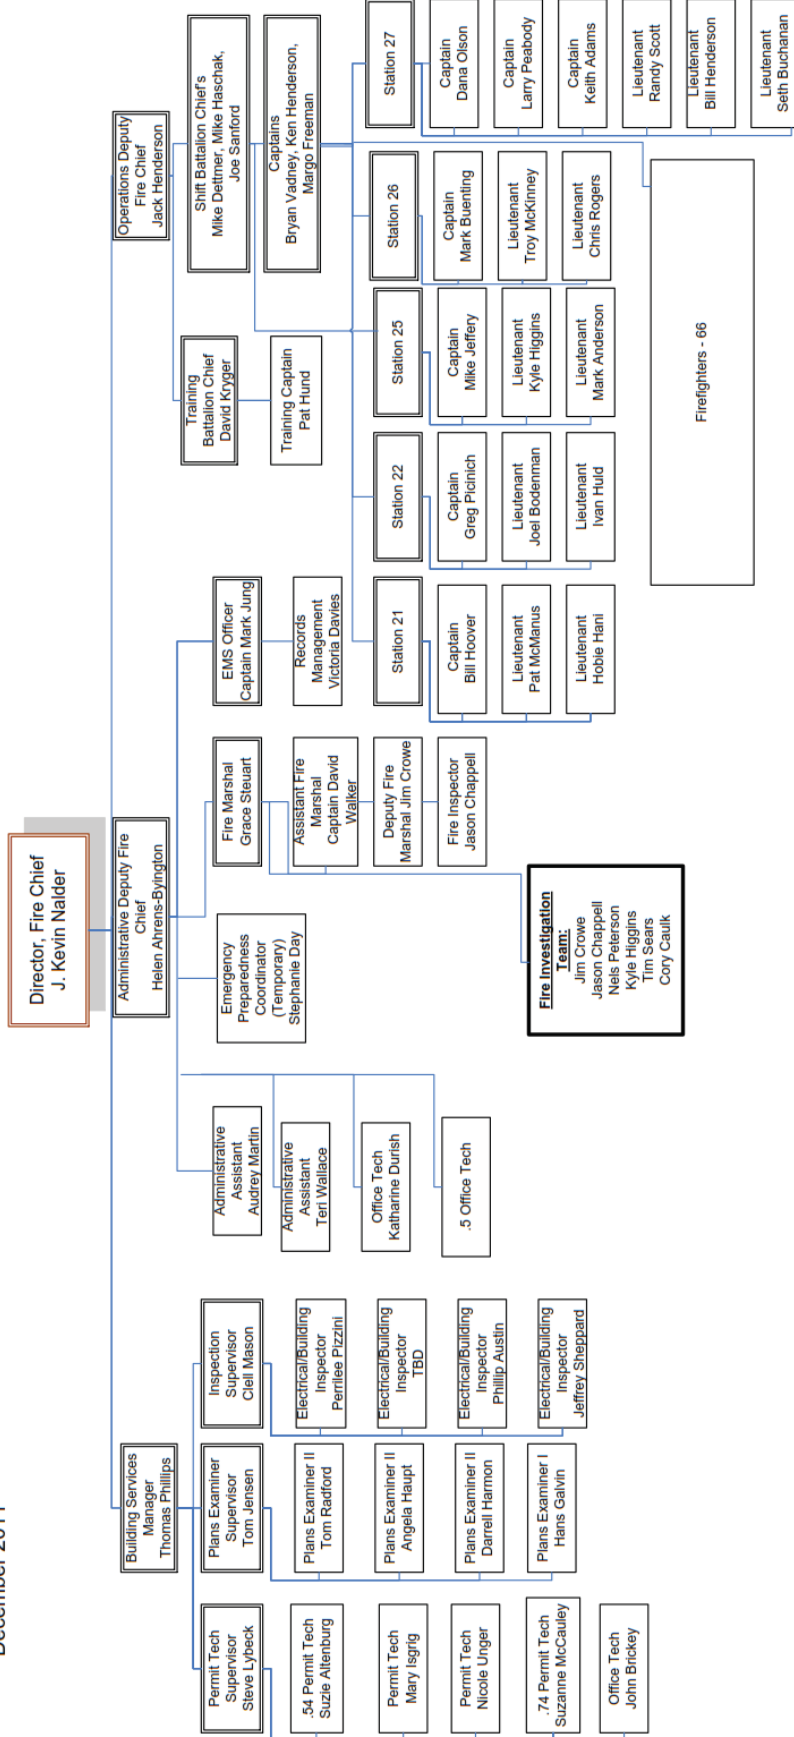 December 2011
Director, Fire Chief
J. Kevin Nalder
Building Services
Manager
Thomas Phillips
Administrative Deputy Fire
Chief
Helen Ahrens-Byington
Operations Deputy
Fire Chief
Jack Henderson
Permit Tech
Supervisor
Steve Lybeck
.54 Permit Tech
Suzie Altenburg
Permit Tech
Mary Isgrig
Permit Tech
Nicole Unger
.74 Permit Tech
Suzanne McCauley
Office Tech
John Brickey
Plans Examiner
Supervisor
Tom Jensen
Plans Examiner II
Tom Radford
Plans Examiner II
Angela Haupt
Plans Examiner II
Darrell Harmon
Plans Examiner I
Hans Galvin
Inspection
Supervisor
Clell Mason
Electrical/Building
Inspector
Perrilee Pizzini
Electrical/Building
Inspector
TBD
Electrical/Building
Inspector
Phillip Austin
Electrical/Building
Inspector
Jeffrey Sheppard
Administrative
Assistant
Audrey Martin
Administrative
Assistant
Teri Wallace
Office Tech
Katharine Durish
.5 Office Tech
Emergency
Preparedness
Coordinator
(Temporary)
Stephanie Day
Fire Marshal
Grace Steuart
Assistant Fire
Marshal
Captain David
Walker
Deputy Fire
Marshal Jim Crowe
Fire Inspector
Jason Chappell
Fire Investigation
Team:
Jim Crowe
Jason Chappell
Nels Peterson
Kyle Higgins
Tim Sears
Cory Caulk
EMS Officer
Captain Mark Jung
Records
Management
Victoria Davies
Training
Battalion Chief
David Kryger
Training Captain
Pat Hund
Shift Battalion Chief's
Mike Dettmer, Mike Haschak,
Joe Sanford
Captains
Bryan Vadney, Ken Henderson,
Margo Freeman
Station 21
Captain
Bill Hoover
Lieutenant
Pat McManus
Lieutenant
Hobie Hani
Station 22
Captain
Greg Picinich
Lieutenant
Joel Bodenman
Lieutenant
Ivan Huld
Station 25
Captain
Mike Jeffery
Lieutenant
Kyle Higgins
Lieutenant
Mark Anderson
Station 26
Captain
Mark Buenting
Lieutenant
Troy McKinney
Lieutenant
Chris Rogers
Station 27
Captain
Dana Olson
Captain
Larry Peabody
Captain
Keith Adams
Lieutenant
Randy Scott
Lieutenant
Bill Henderson
Lieutenant
Seth Buchanan
Firefighters - 66